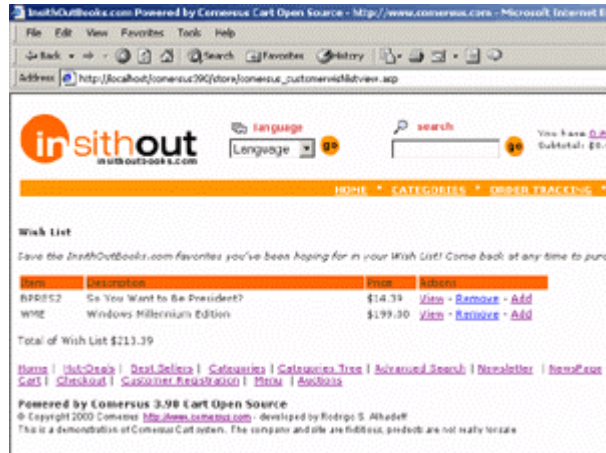 InsithOutBooks.com Powered by Comersus Cart Open Source - http://www.comersus.com - Microsoft Internet E
File Edit View Favorites Tools Help
Back Search Favorites History
Address http://localhost/comersus390/store/comersus_customerwishlistview.asp
insithout
insithoutbooks.com
language
Language go
search
go
You have
Subtotal:
HOME * CATEGORIES * ORDER TRACKING *
Wish List
Save the InsithOutBooks.com favorites you've been hoping for in your Wish List! Come back at any time to purc
Item Description Price Actions
BPRES2 So You Want to Be President? $14.39 View - Remove - Add
WME Windows Millennium Edition $199.00 View - Remove - Add
Total of Wish List $213.39
Home | Hot Deals | Best Sellers | Categories | Categories Tree | Advanced Search | Newsletter | NewsPage
Cart | Checkout | Customer Registration | Menu | Auctions
Powered by Comersus 3.90 Cart Open Source
© Copyright 2000 Comersus http://www.comersus.com - developed by Rodrigo S. Alhadeff
This is a demonstration of Comersus Cart system. The company and site are fictitious, products are not really for sale